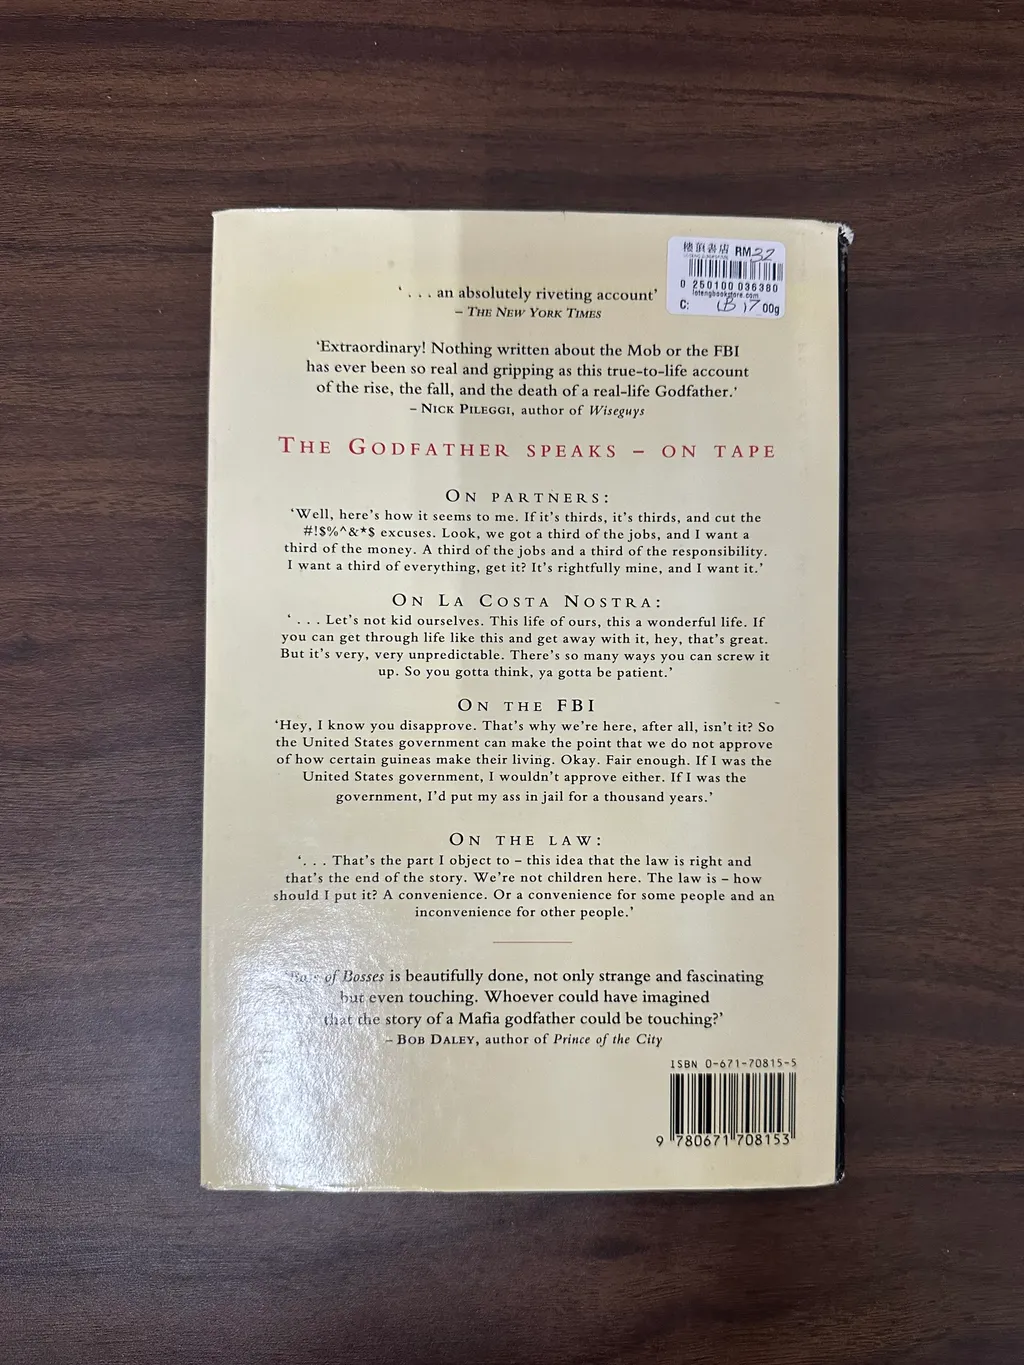 樓頂書店 RM32
0 250100 036380
lotengbookstore.com
C: (B) 7 00g
‘ . . . an absolutely riveting account’
– THE NEW YORK TIMES
‘Extraordinary! Nothing written about the Mob or the FBI
has ever been so real and gripping as this true-to-life account
of the rise, the fall, and the death of a real-life Godfather.’
– NICK PILEGGI, author of Wiseguys
THE GODFATHER SPEAKS – ON TAPE
ON PARTNERS:
‘Well, here’s how it seems to me. If it’s thirds, it’s thirds, and cut the
#!$%^&*$ excuses. Look, we got a third of the jobs, and I want a
third of the money. A third of the jobs and a third of the responsibility.
I want a third of everything, get it? It’s rightfully mine, and I want it.’
ON LA COSTA NOSTRA:
‘ . . . Let’s not kid ourselves. This life of ours, this a wonderful life. If
you can get through life like this and get away with it, hey, that’s great.
But it’s very, very unpredictable. There’s so many ways you can screw it
up. So you gotta think, ya gotta be patient.’
ON THE FBI
‘Hey, I know you disapprove. That’s why we’re here, after all, isn’t it? So
the United States government can make the point that we do not approve
of how certain guineas make their living. Okay. Fair enough. If I was the
United States government, I wouldn’t approve either. If I was the
government, I’d put my ass in jail for a thousand years.’
ON THE LAW:
‘. . . That’s the part I object to – this idea that the law is right and
that’s the end of the story. We’re not children here. The law is – how
should I put it? A convenience. Or a convenience for some people and an
inconvenience for other people.’
‘Boss of Bosses is beautifully done, not only strange and fascinating
but even touching. Whoever could have imagined
that the story of a Mafia godfather could be touching?’
– BOB DALEY, author of Prince of the City
ISBN 0-671-70815-5
9 780671 708153